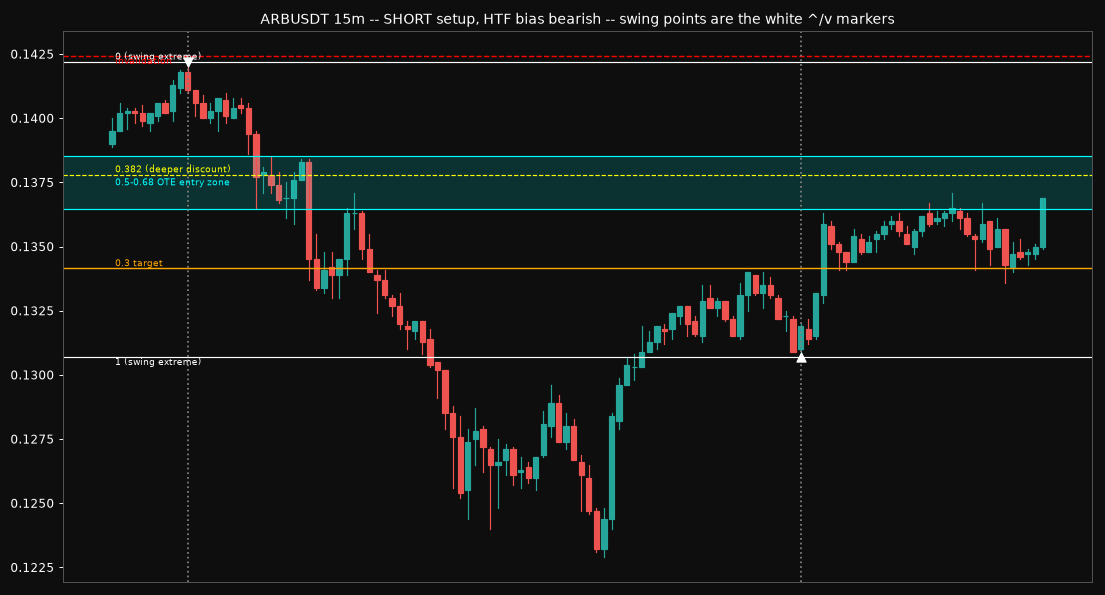 ARBUSDT 15m -- SHORT setup, HTF bias bearish -- swing points are the white ^/v markers
0.1425
0 (swing extreme)
0.1400
0.382 (deeper discount)
0.1375
0.5-0.68 OTE entry zone
0.1350
0.3 target
0.1325
1 (swing extreme)
0.1300
0.1275
0.1250
0.1225